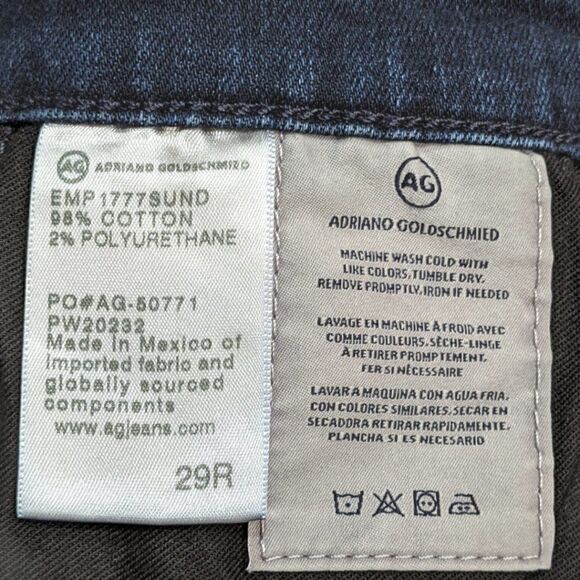 AG ADRIANO GOLDSCHMIED
EMP1777SUND
98% COTTON
2% POLYURETHANE
PO#AG-50771
PW20232
Made in Mexico of
imported fabric and
globally sourced
components
www.agjeans.com
29R
AG
ADRIANO GOLDSCHMIED
MACHINE WASH COLD WITH
LIKE COLORS, TUMBLE DRY.
REMOVE PROMPTLY, IRON IF NEEDED
LAVAGE EN MACHINE À FROID AVEC
COMME COULEURS, SÈCHE-LINGE
À RETIRER PROMPTEMENT,
FER SI NÉCESSAIRE
LAVAR A MAQUINA CON AGUA FRIA,
CON COLORES SIMILARES, SECAR EN
SECADORA RETIRAR RAPIDAMENTE,
PLANCHA SI ES NECESARIO